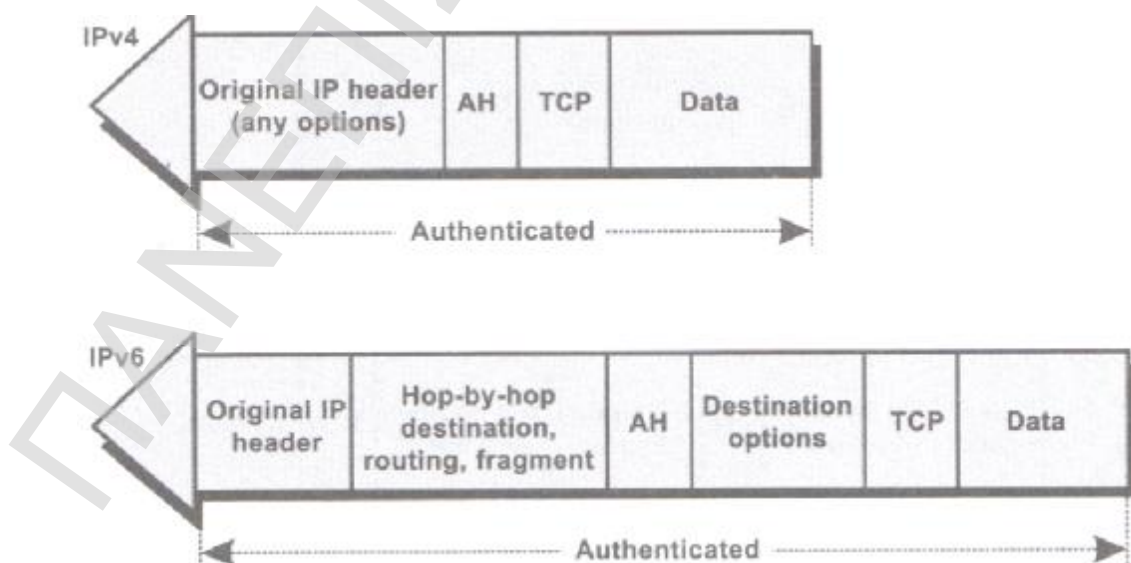 IPv4
Original IP header
(any options)
AH
TCP
Data
Authenticated
IPv6
Original IP
header
Hop-by-hop
destination,
routing, fragment
AH
Destination
options
TCP
Data
Authenticated